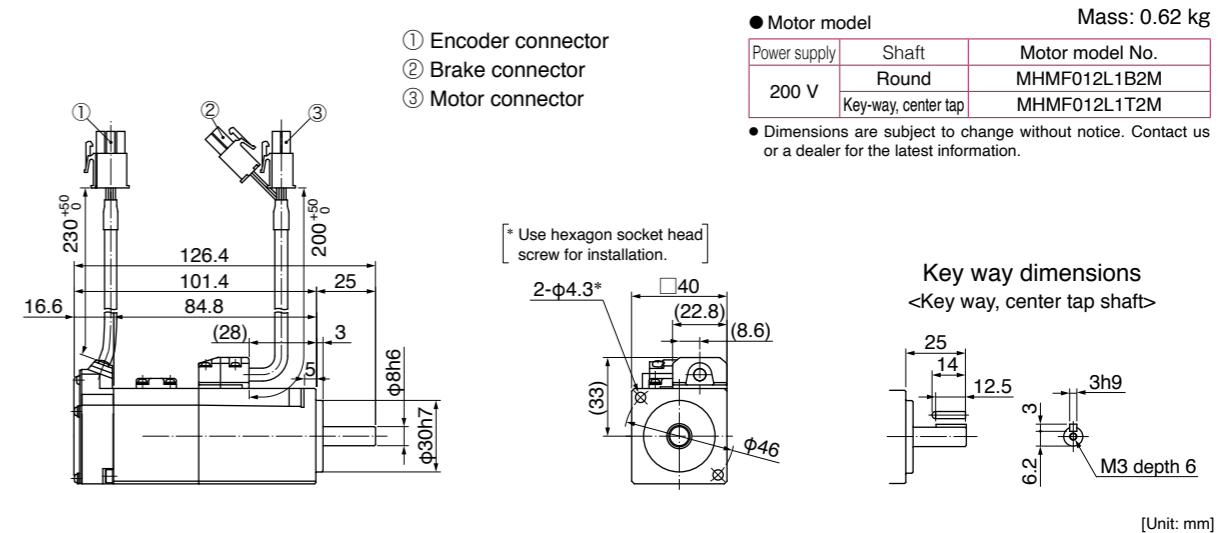 ① Encoder connector
② Brake connector
③ Motor connector
● Motor model
Mass: 0.62 kg
Power supply Shaft Motor model No.
200 V
Round MHMF012L1B2M
Key-way, center tap MHMF012L1T2M
● Dimensions are subject to change without notice. Contact us
or a dealer for the latest information.
① ② ③
230 +50 0
200 +50 0
126.4
101.4 25
16.6 84.8
(28) 3
5
φ8h6
φ30h7
[* Use hexagon socket head
screw for installation.]
2-φ4.3* □40
(22.8)
(8.6)
(33)
φ46
Key way dimensions
<Key way, center tap shaft>
25
14
12.5
3h9
3
6.2
M3 depth 6
[Unit: mm]